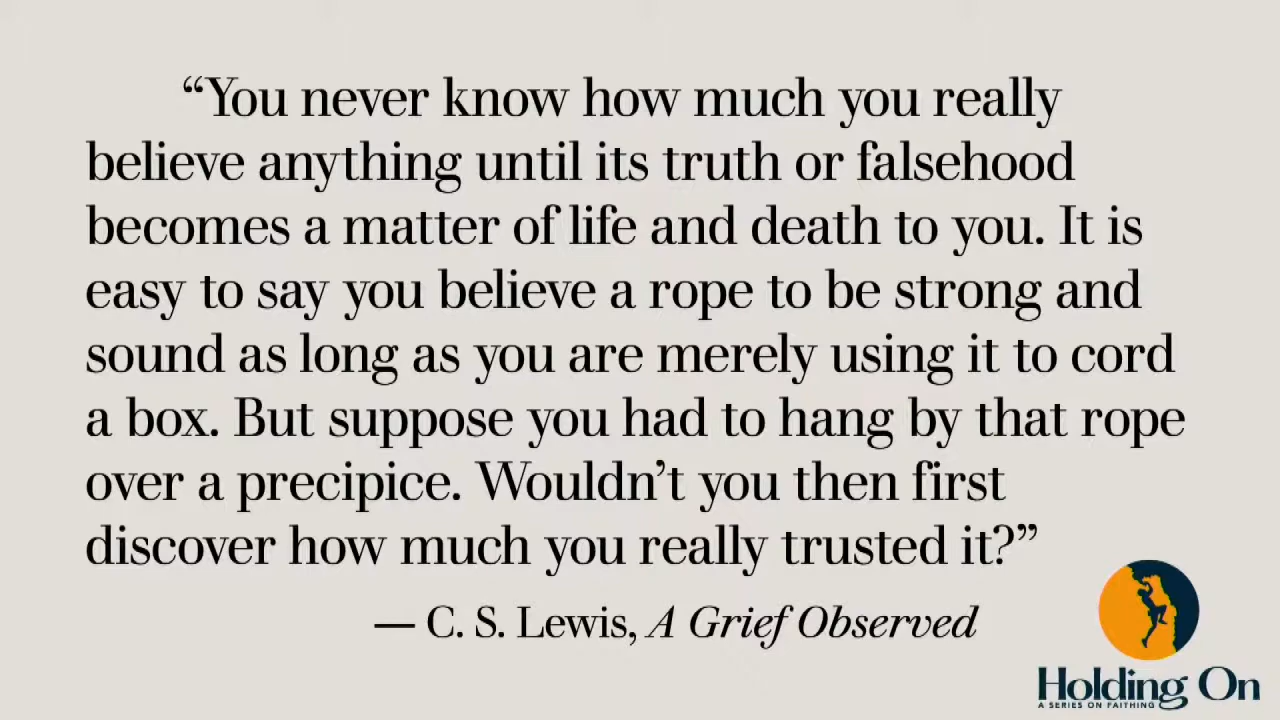 “You never know how much you really
believe anything until its truth or falsehood
becomes a matter of life and death to you. It is
easy to say you believe a rope to be strong and
sound as long as you are merely using it to cord
a box. But suppose you had to hang by that rope
over a precipice. Wouldn’t you then first
discover how much you really trusted it?”
— C. S. Lewis, A Grief Observed
Holding On
A SERIES ON FAITHING